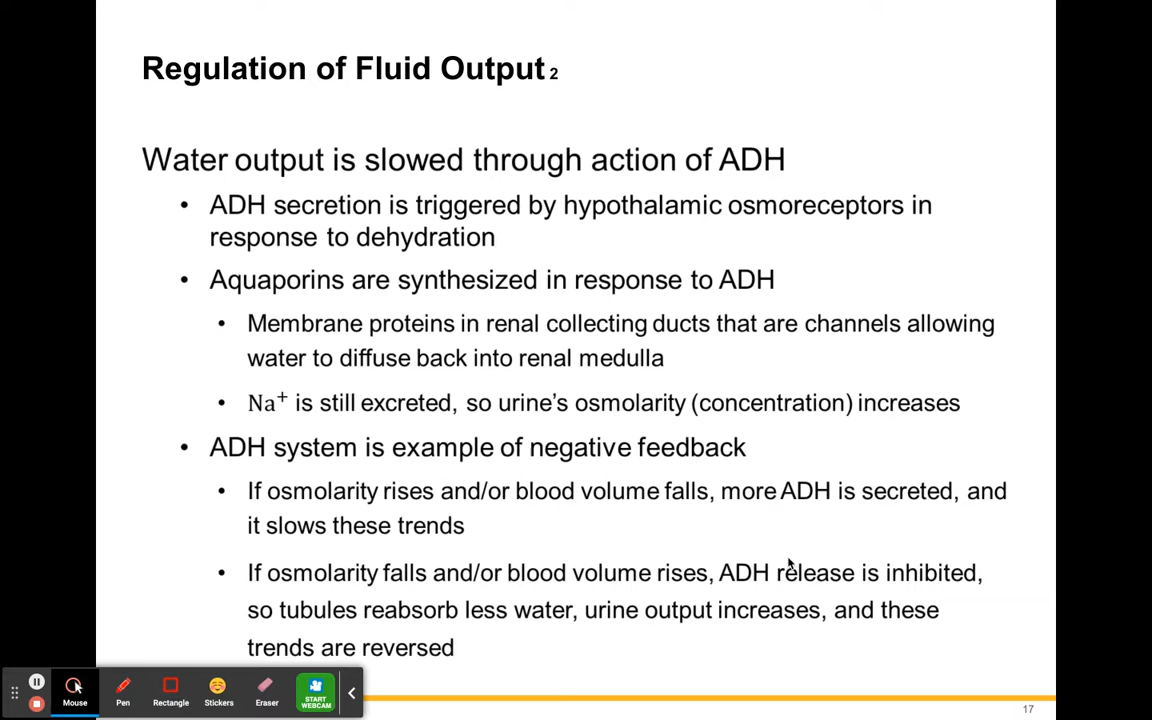 Regulation of Fluid Output 2
Water output is slowed through action of ADH
• ADH secretion is triggered by hypothalamic osmoreceptors in
response to dehydration
• Aquaporins are synthesized in response to ADH
• Membrane proteins in renal collecting ducts that are channels allowing
water to diffuse back into renal medulla
• Na⁺ is still excreted, so urine’s osmolarity (concentration) increases
• ADH system is example of negative feedback
• If osmolarity rises and/or blood volume falls, more ADH is secreted, and
it slows these trends
• If osmolarity falls and/or blood volume rises, ADH release is inhibited,
so tubules reabsorb less water, urine output increases, and these
trends are reversed
Mouse
Pen
Rectangle
Stickers
Eraser
START
WEBCAM
17